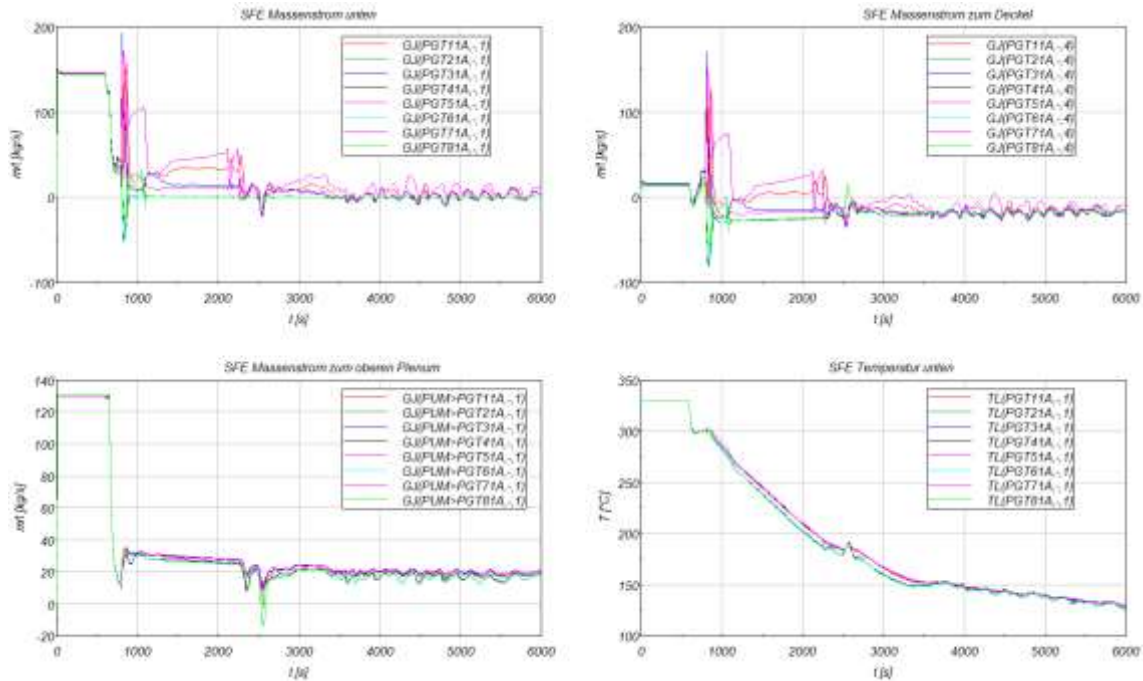 SFE Massenstrom unten
200
100
0
-100
m/t [kg/s]
GJ(PGT11A,-,1)
GJ(PGT21A,-,1)
GJ(PGT31A,-,1)
GJ(PGT41A,-,1)
GJ(PGT51A,-,1)
GJ(PGT61A,-,1)
GJ(PGT71A,-,1)
GJ(PGT81A,-,1)
0 1000 2000 3000 4000 5000 6000
t [s]
SFE Massenstrom zum Deckel
200
100
0
-100
m/t [kg/s]
GJ(PGT11A,-,4)
GJ(PGT21A,-,4)
GJ(PGT31A,-,4)
GJ(PGT41A,-,4)
GJ(PGT51A,-,4)
GJ(PGT61A,-,4)
GJ(PGT71A,-,4)
GJ(PGT81A,-,4)
0 1000 2000 3000 4000 5000 6000
t [s]
SFE Massenstrom zum oberen Plenum
140
120
100
80
60
40
20
0
-20
m/t [kg/s]
GJ(PUM>PGT11A,-,1)
GJ(PUM>PGT21A,-,1)
GJ(PUM>PGT31A,-,1)
GJ(PUM>PGT41A,-,1)
GJ(PUM>PGT51A,-,1)
GJ(PUM>PGT61A,-,1)
GJ(PUM>PGT71A,-,1)
GJ(PUM>PGT81A,-,1)
0 1000 2000 3000 4000 5000 6000
t [s]
SFE Temperatur unten
350
300
250
200
150
100
T [°C]
TL(PGT11A,-,1)
TL(PGT21A,-,1)
TL(PGT31A,-,1)
TL(PGT41A,-,1)
TL(PGT51A,-,1)
TL(PGT61A,-,1)
TL(PGT71A,-,1)
TL(PGT81A,-,1)
0 1000 2000 3000 4000 5000 6000
t [s]